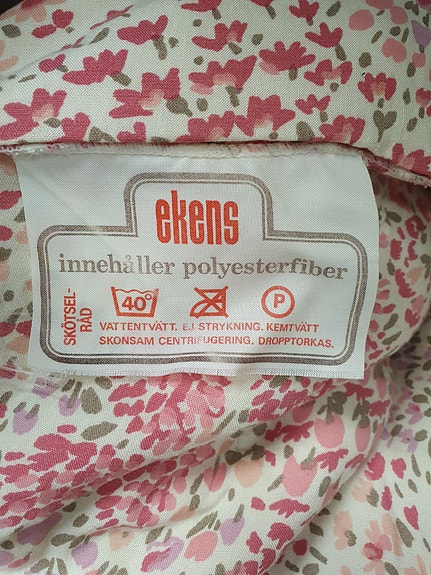 ekens
innehåller polyesterfiber
SKÖTSEL-
RÅD
40° P
VATTENTVÄTT. EJ STRYKNING. KEMTVÄTT
SKONSAM CENTRIFUGERING, DROPPTORKAS.